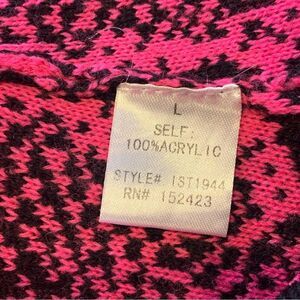 L
SELF:
100%ACRYLIC
STYLE# IST1944
RN# 152423